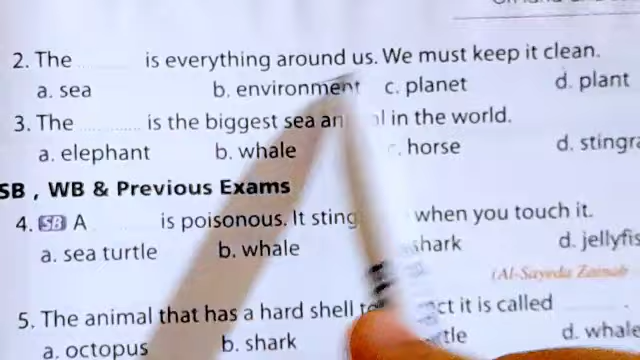 2. The ........ is everything around us. We must keep it clean.
a. sea b. environment c. planet d. plant
3. The ........... is the biggest sea an l in the world.
a. elephant b. whale c. horse d. stingra
SB , WB & Previous Exams
4. SB A is poisonous. It sting when you touch it.
a. sea turtle b. whale shark d. jellyfis
(Al-Sayeda Zainab
5. The animal that has a hard shell to ct it is called ........ .
a. octopus b. shark tle d. whale